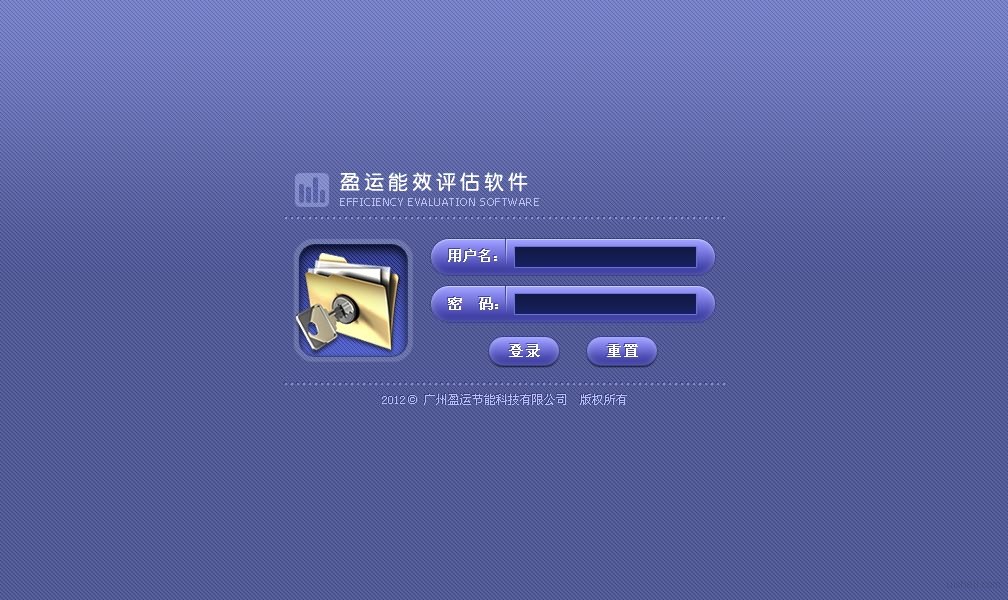 盈运能效评估软件
EFFICIENCY EVALUATION SOFTWARE
用户名:
密 码:
登录 重置
2012© 广州盈运节能科技有限公司 版权所有